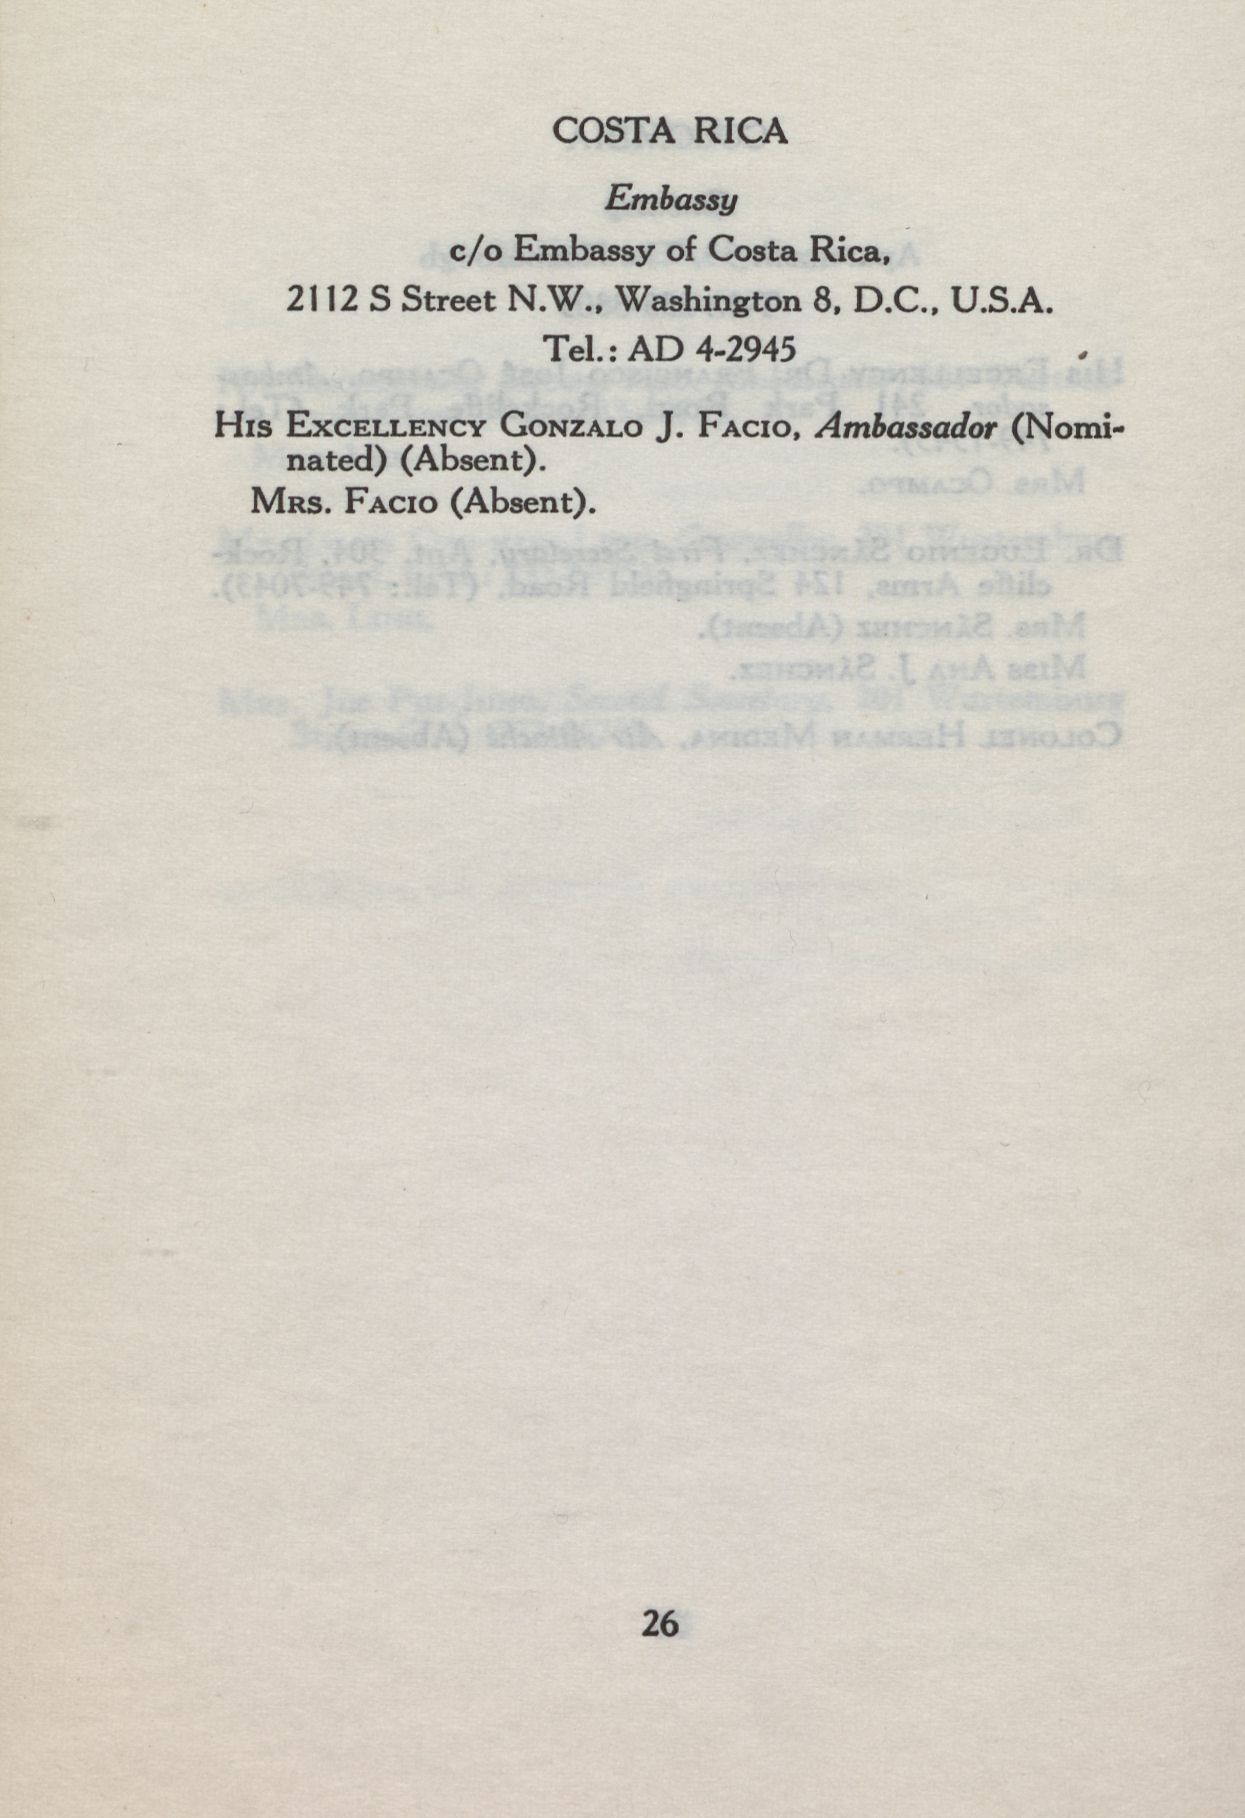 COSTA RICA
Embassy
c/o Embassy of Costa Rica,
2112 S Street N.W., Washington 8, D.C., U.S.A.
Tel.: AD 4-2945
His Excellency Gonzalo J. Facio, Ambassador (Nomi-
nated) (Absent).
Mrs. Facio (Absent).
26